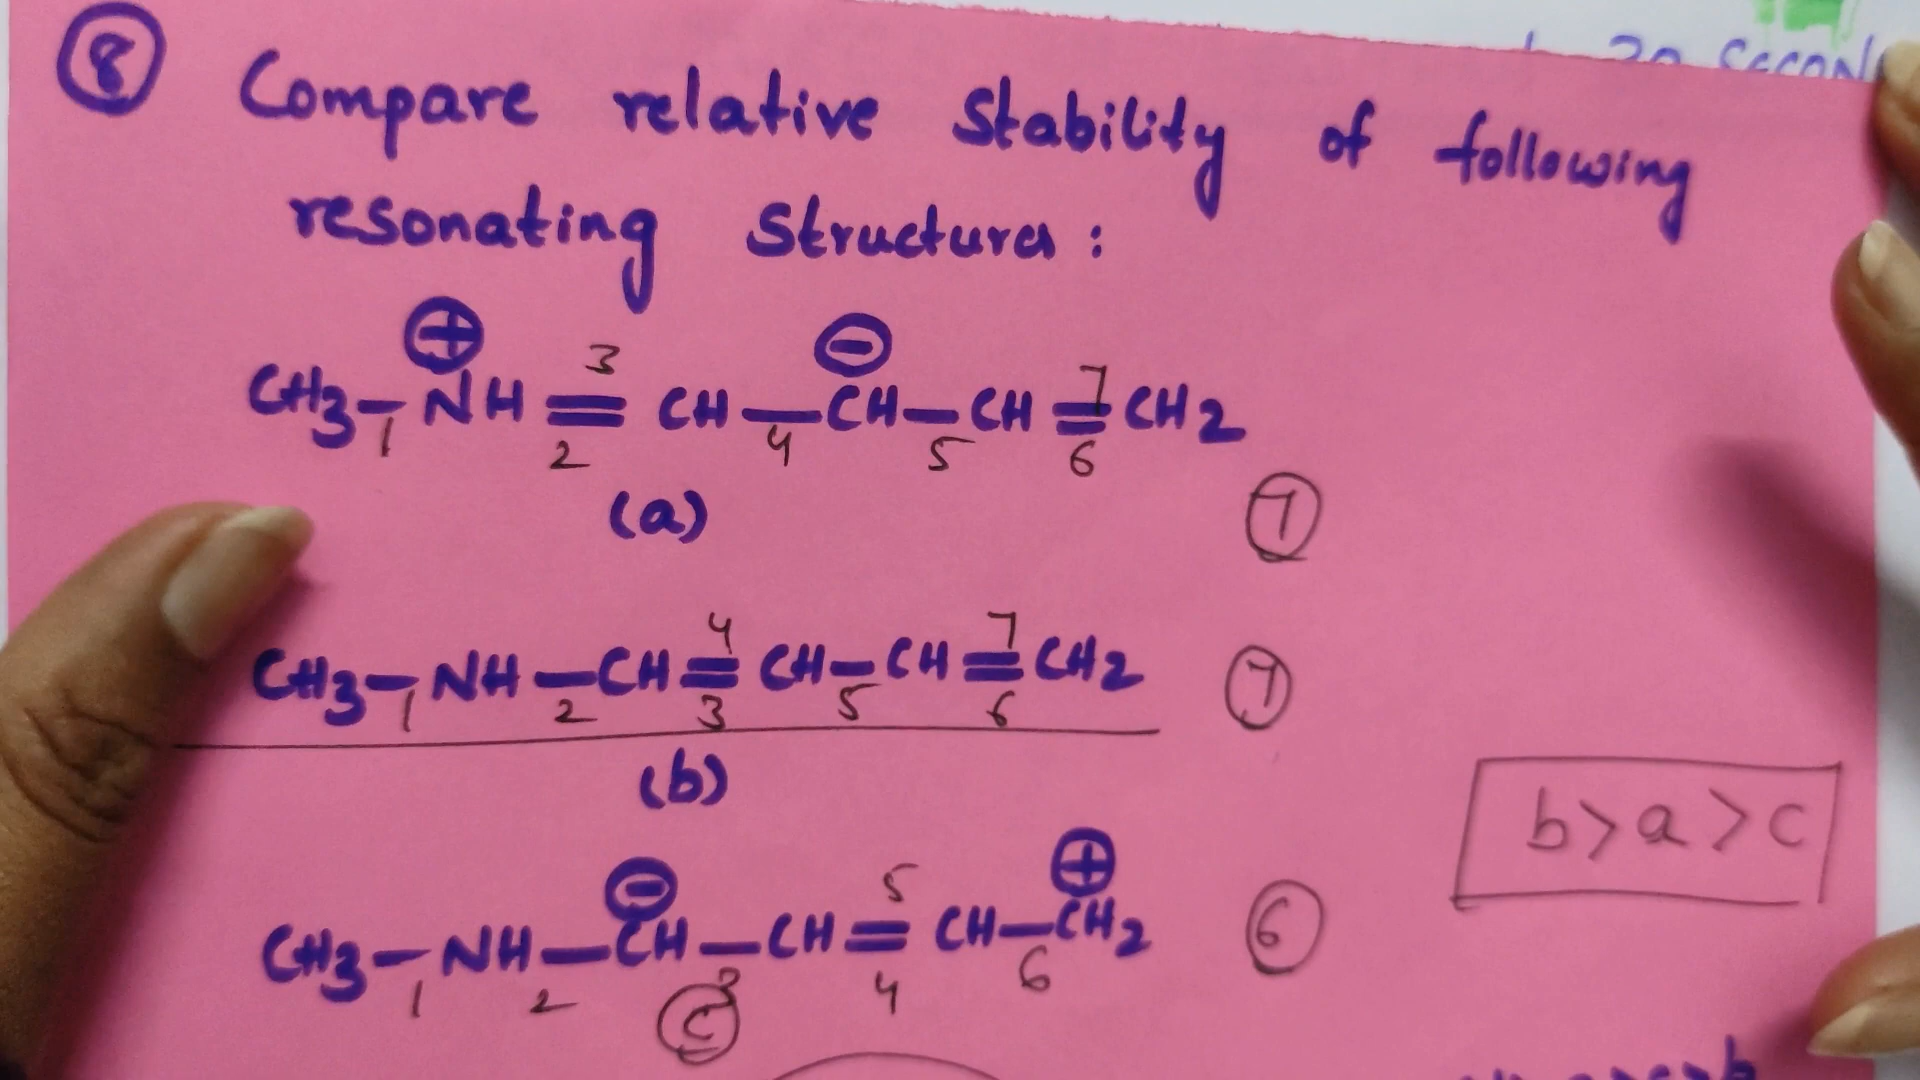 20 SECON
8 Compare relative stability of following
resonating structures :
⊕ 3 ⊖ 7
CH3-NH=CH-CH-CH=CH2
1 2 4 5 6
(a) 7
4 7
CH3-NH-CH=CH-CH=CH2 7
1 2 3 5 6
(b)
b>a>c
⊖ 5 ⊕
CH3-NH-CH-CH=CH-CH2 6
1 2 3 4 6
C